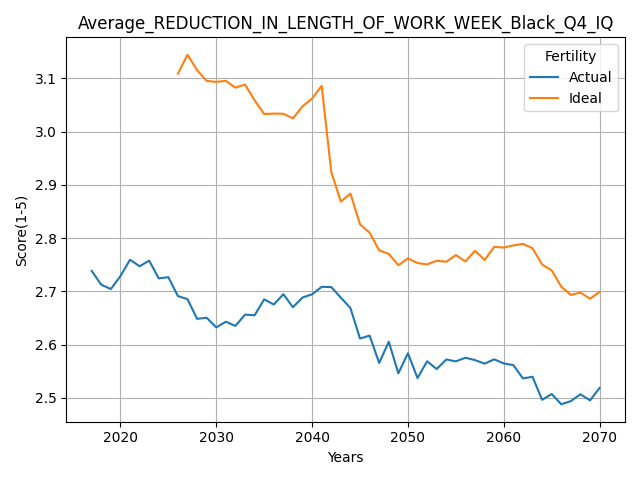 Average_REDUCTION_IN_LENGTH_OF_WORK_WEEK_Black_Q4_IQ
Fertility
Actual
Ideal
Score(1-5)
3.1
3.0
2.9
2.8
2.7
2.6
2.5
2020 2030 2040 2050 2060 2070
Years